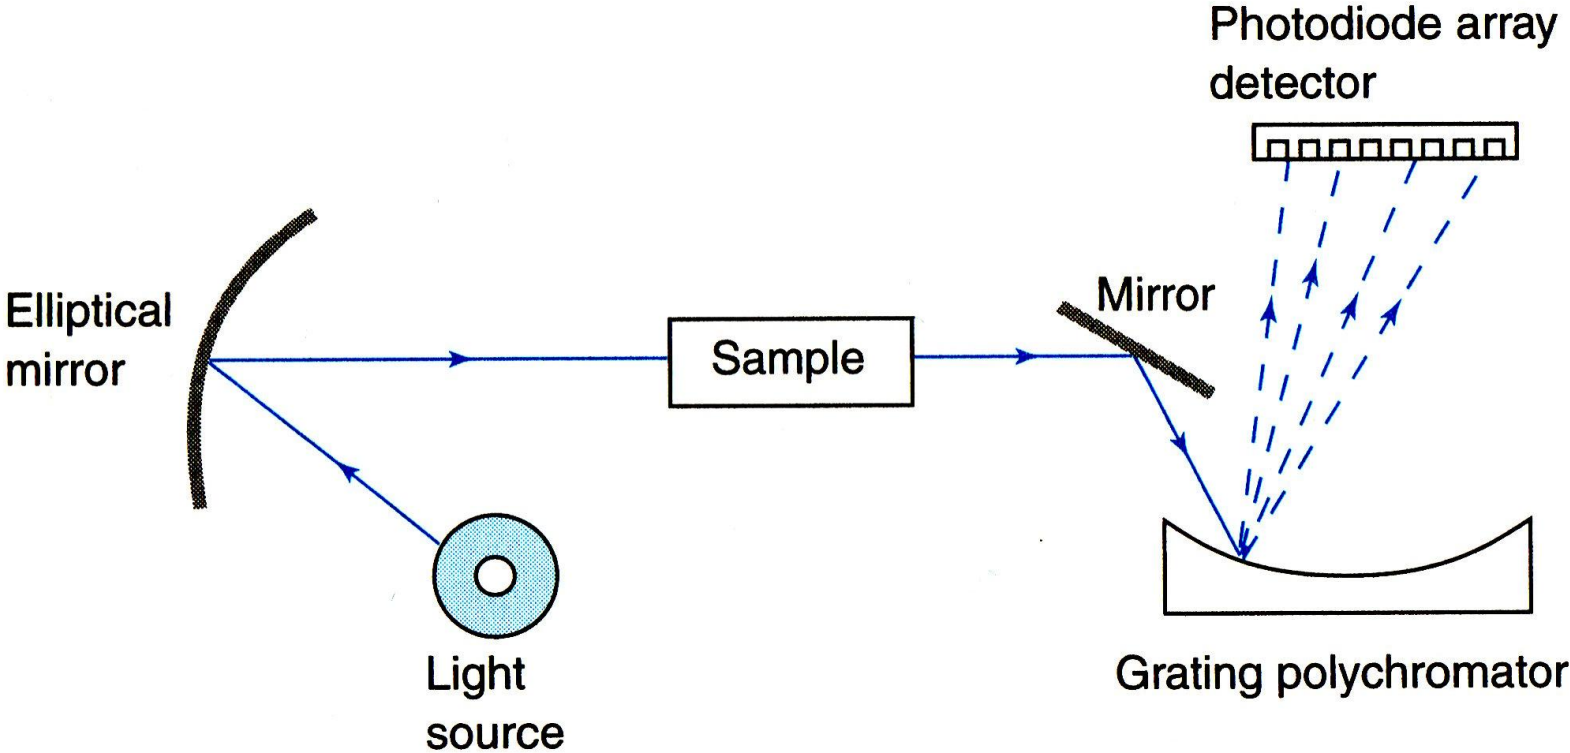 Photodiode array
detector
Elliptical
mirror
Mirror
Sample
Light
source
Grating polychromator